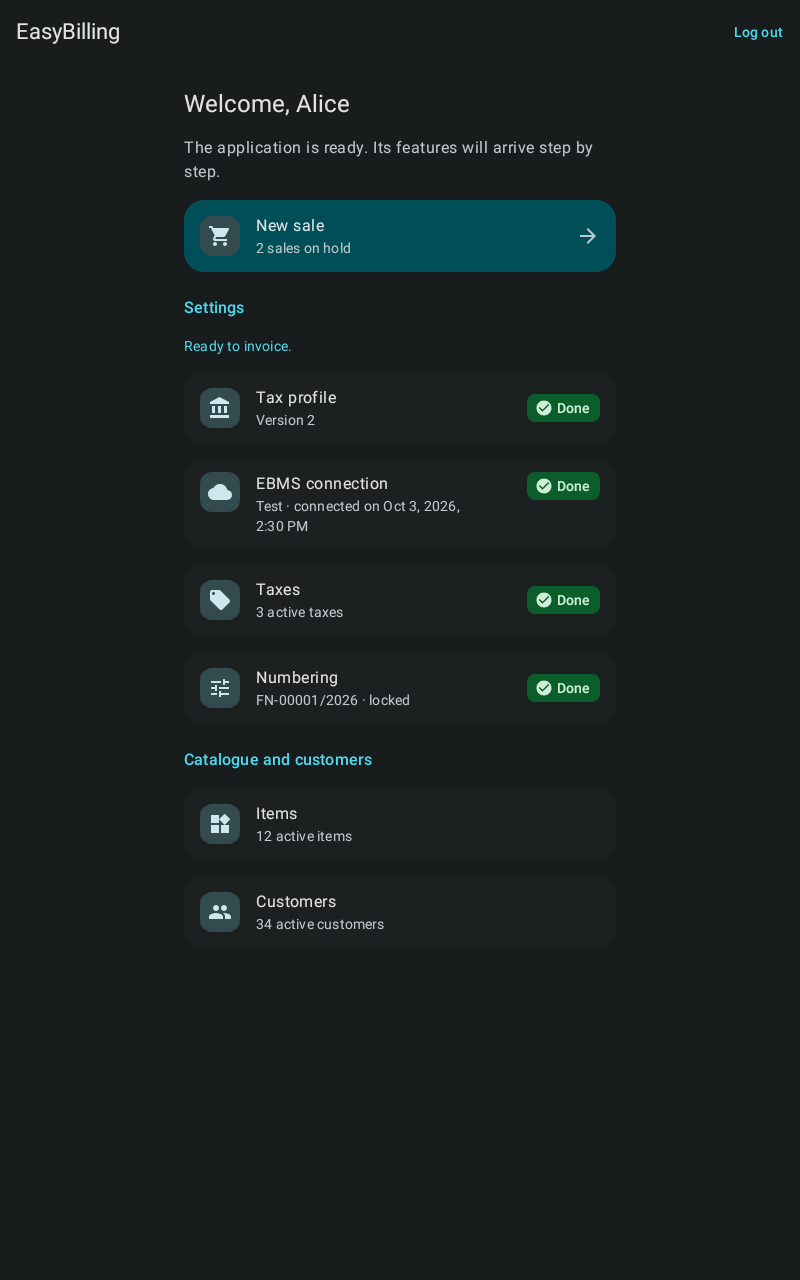 EasyBilling
Log out
Welcome, Alice
The application is ready. Its features will arrive step by
step.
New sale
2 sales on hold
Settings
Ready to invoice.
Tax profile
Version 2
Done
EBMS connection
Test · connected on Oct 3, 2026,
2:30 PM
Done
Taxes
3 active taxes
Done
Numbering
FN-00001/2026 · locked
Done
Catalogue and customers
Items
12 active items
Customers
34 active customers